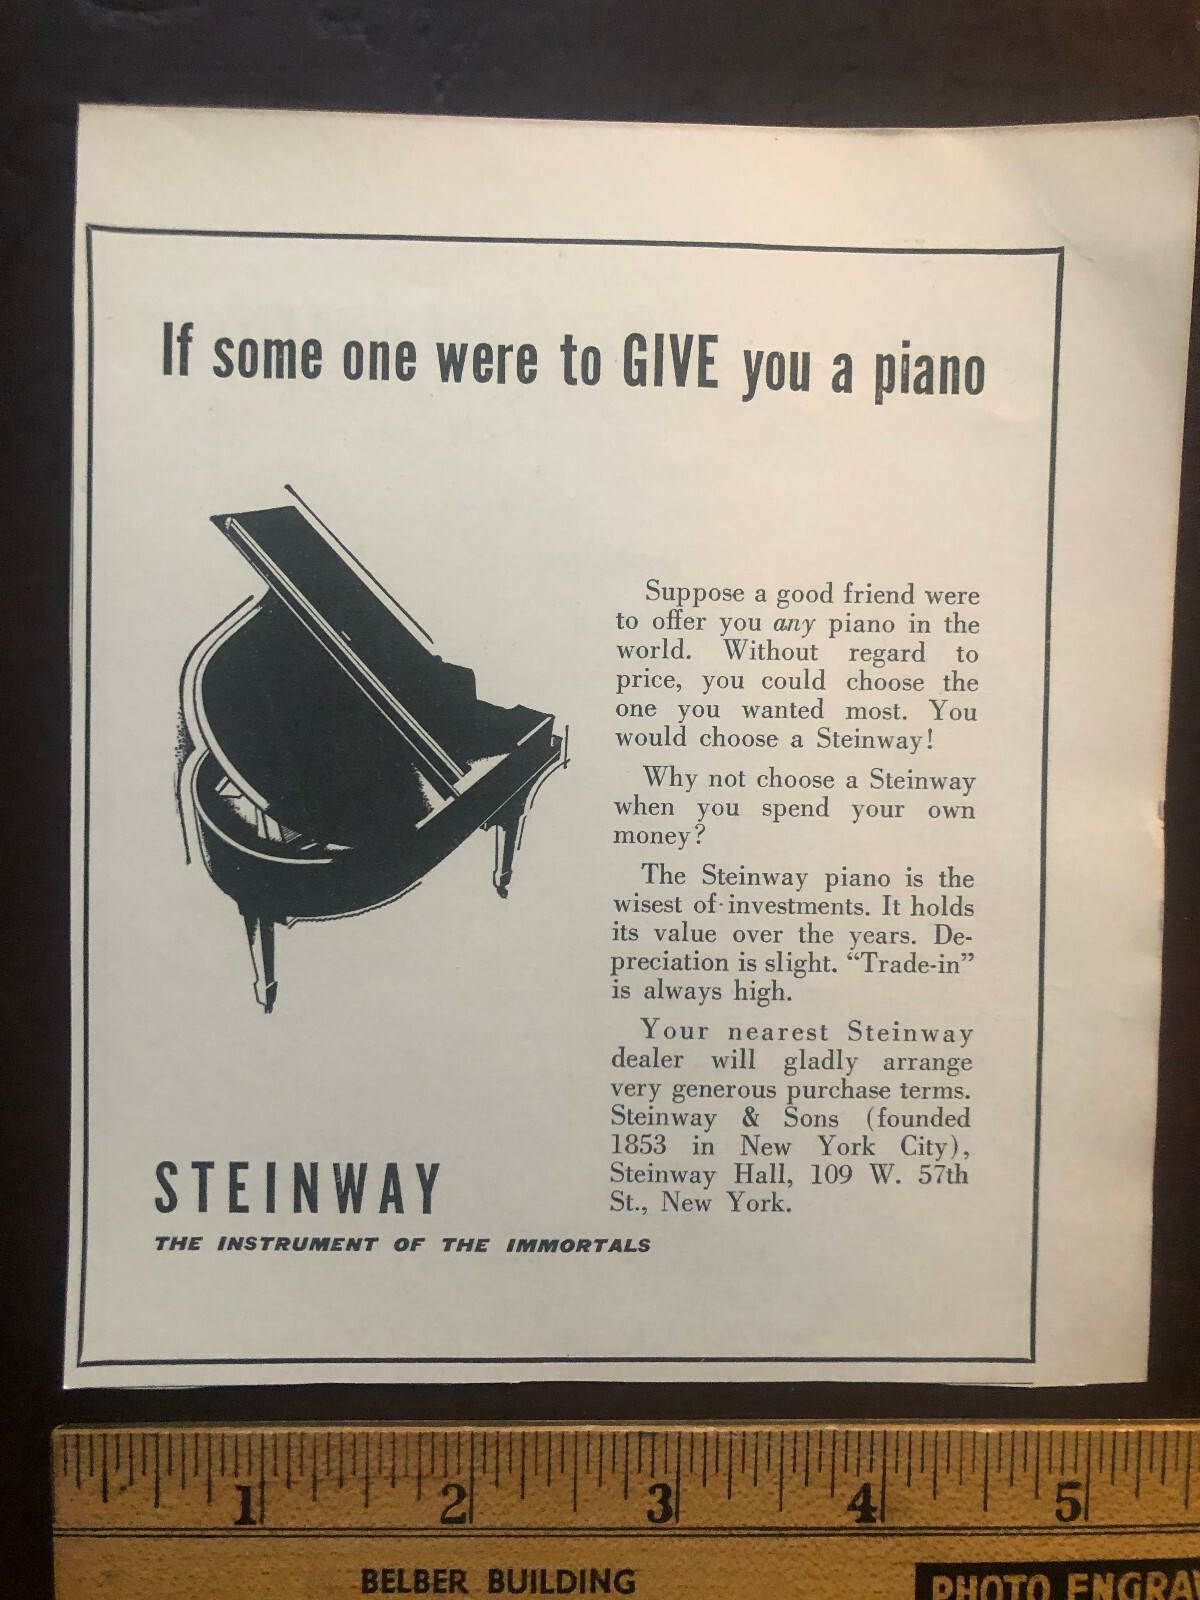 If some one were to GIVE you a piano
Suppose a good friend were
to offer you any piano in the
world. Without regard to
price, you could choose the
one you wanted most. You
would choose a Steinway!
Why not choose a Steinway
when you spend your own
money?
The Steinway piano is the
wisest of investments. It holds
its value over the years. De-
preciation is slight. “Trade-in”
is always high.
Your nearest Steinway
dealer will gladly arrange
very generous purchase terms.
Steinway & Sons (founded
1853 in New York City),
Steinway Hall, 109 W. 57th
St., New York.
STEINWAY
THE INSTRUMENT OF THE IMMORTALS
1 2 3 4 5
BELBER BUILDING
PHOTO ENGRA